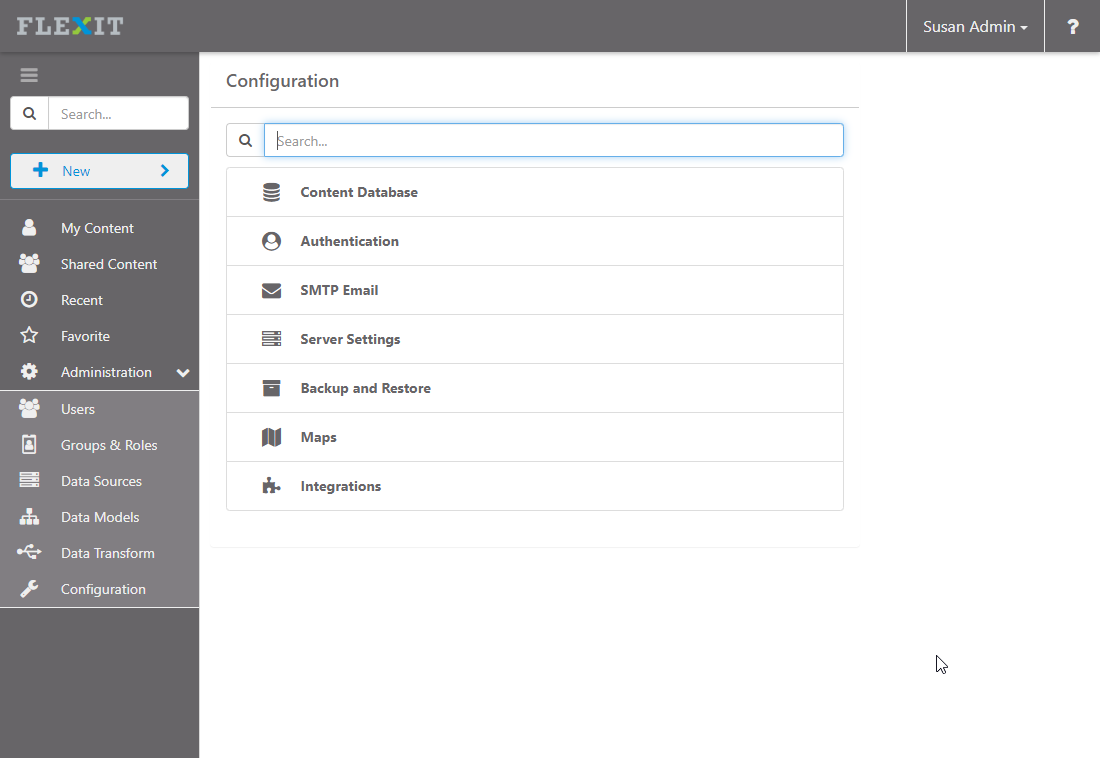 FLEXIT
Susan Admin
?
Search...
New
My Content
Shared Content
Recent
Favorite
Administration
Users
Groups & Roles
Data Sources
Data Models
Data Transform
Configuration
Configuration
Search...
Content Database
Authentication
SMTP Email
Server Settings
Backup and Restore
Maps
Integrations